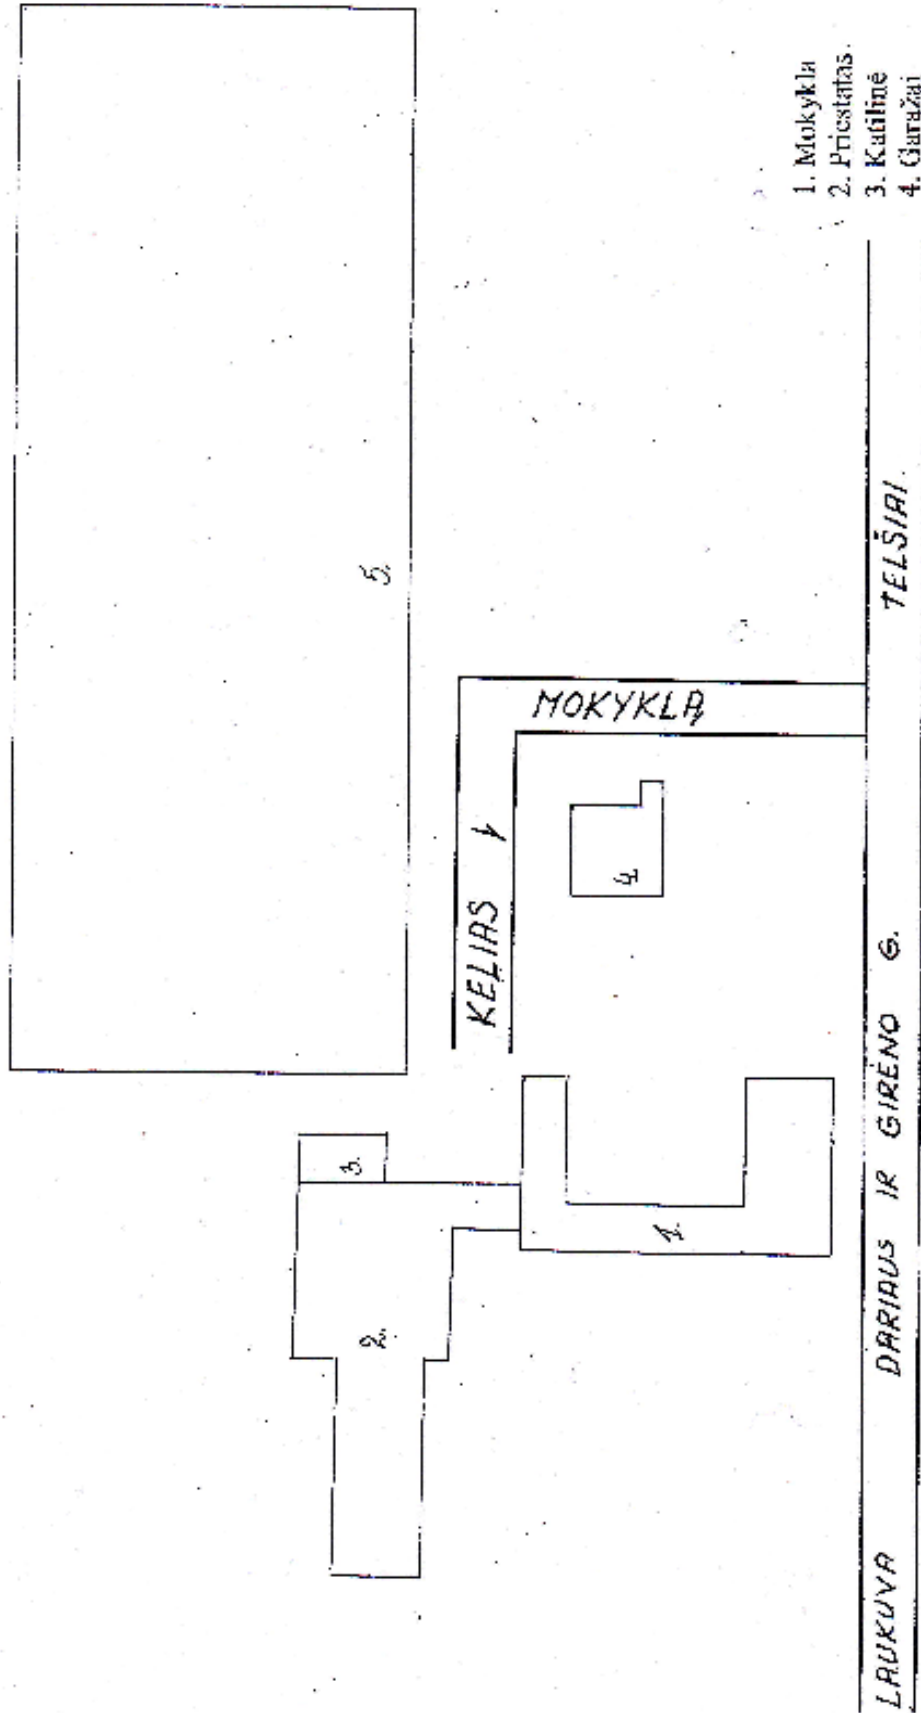 5.
MOKYKLĄ
KELIAS Į
4.
3.
2.
1.
LAUKUVA DARIAUS IR GIRĖNO G. TELŠIAI.
1. Mokykla
2. Priestatas.
3. Katilinė
4. Garažai